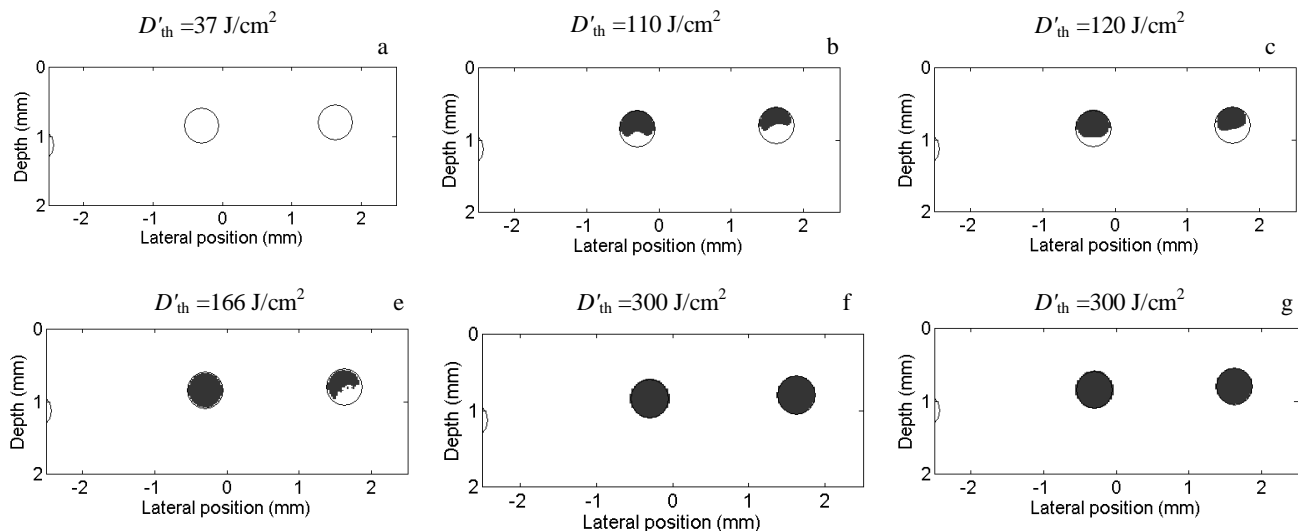 D′th =37 J/cm2
a
0
1
2
Depth (mm)
-2 -1 0 1 2
Lateral position (mm)
D′th =110 J/cm2
b
0
1
2
Depth (mm)
-2 -1 0 1 2
Lateral position (mm)
D′th =120 J/cm2
c
0
1
2
Depth (mm)
-2 -1 0 1 2
Lateral position (mm)
D′th =166 J/cm2
e
0
1
2
Depth (mm)
-2 -1 0 1 2
Lateral position (mm)
D′th =300 J/cm2
f
0
1
2
Depth (mm)
-2 -1 0 1 2
Lateral position (mm)
D′th =300 J/cm2
g
0
1
2
Depth (mm)
-2 -1 0 1 2
Lateral position (mm)